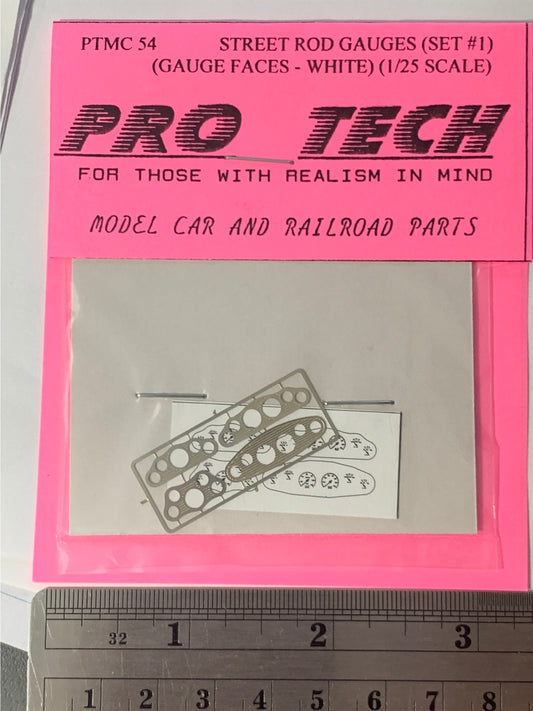 PTMC 54 STREET ROD GAUGES (SET #1)
(GAUGE FACES - WHITE) (1/25 SCALE)
PRO TECH
FOR THOSE WITH REALISM IN MIND
MODEL CAR AND RAILROAD PARTS
32 1 2 3
1 2 3 4 5 6 7 8